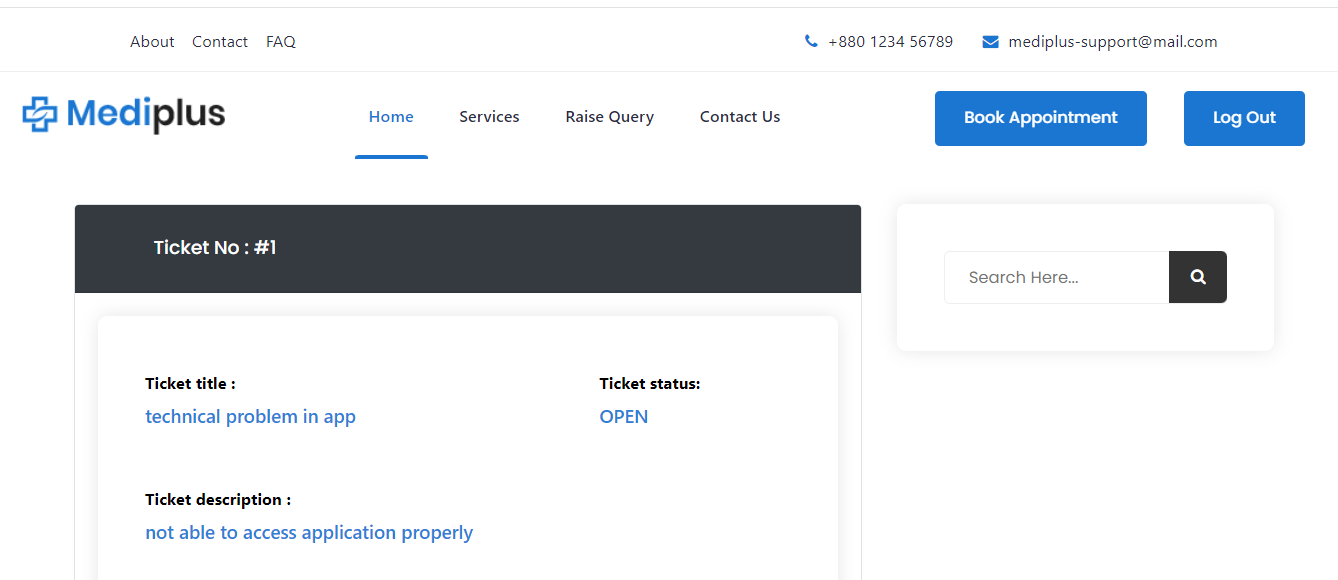 About Contact FAQ +880 1234 56789 mediplus-support@mail.com
Mediplus Home Services Raise Query Contact Us Book Appointment Log Out
Ticket No : #1
Search Here...
Ticket title : Ticket status:
technical problem in app OPEN
Ticket description :
not able to access application properly